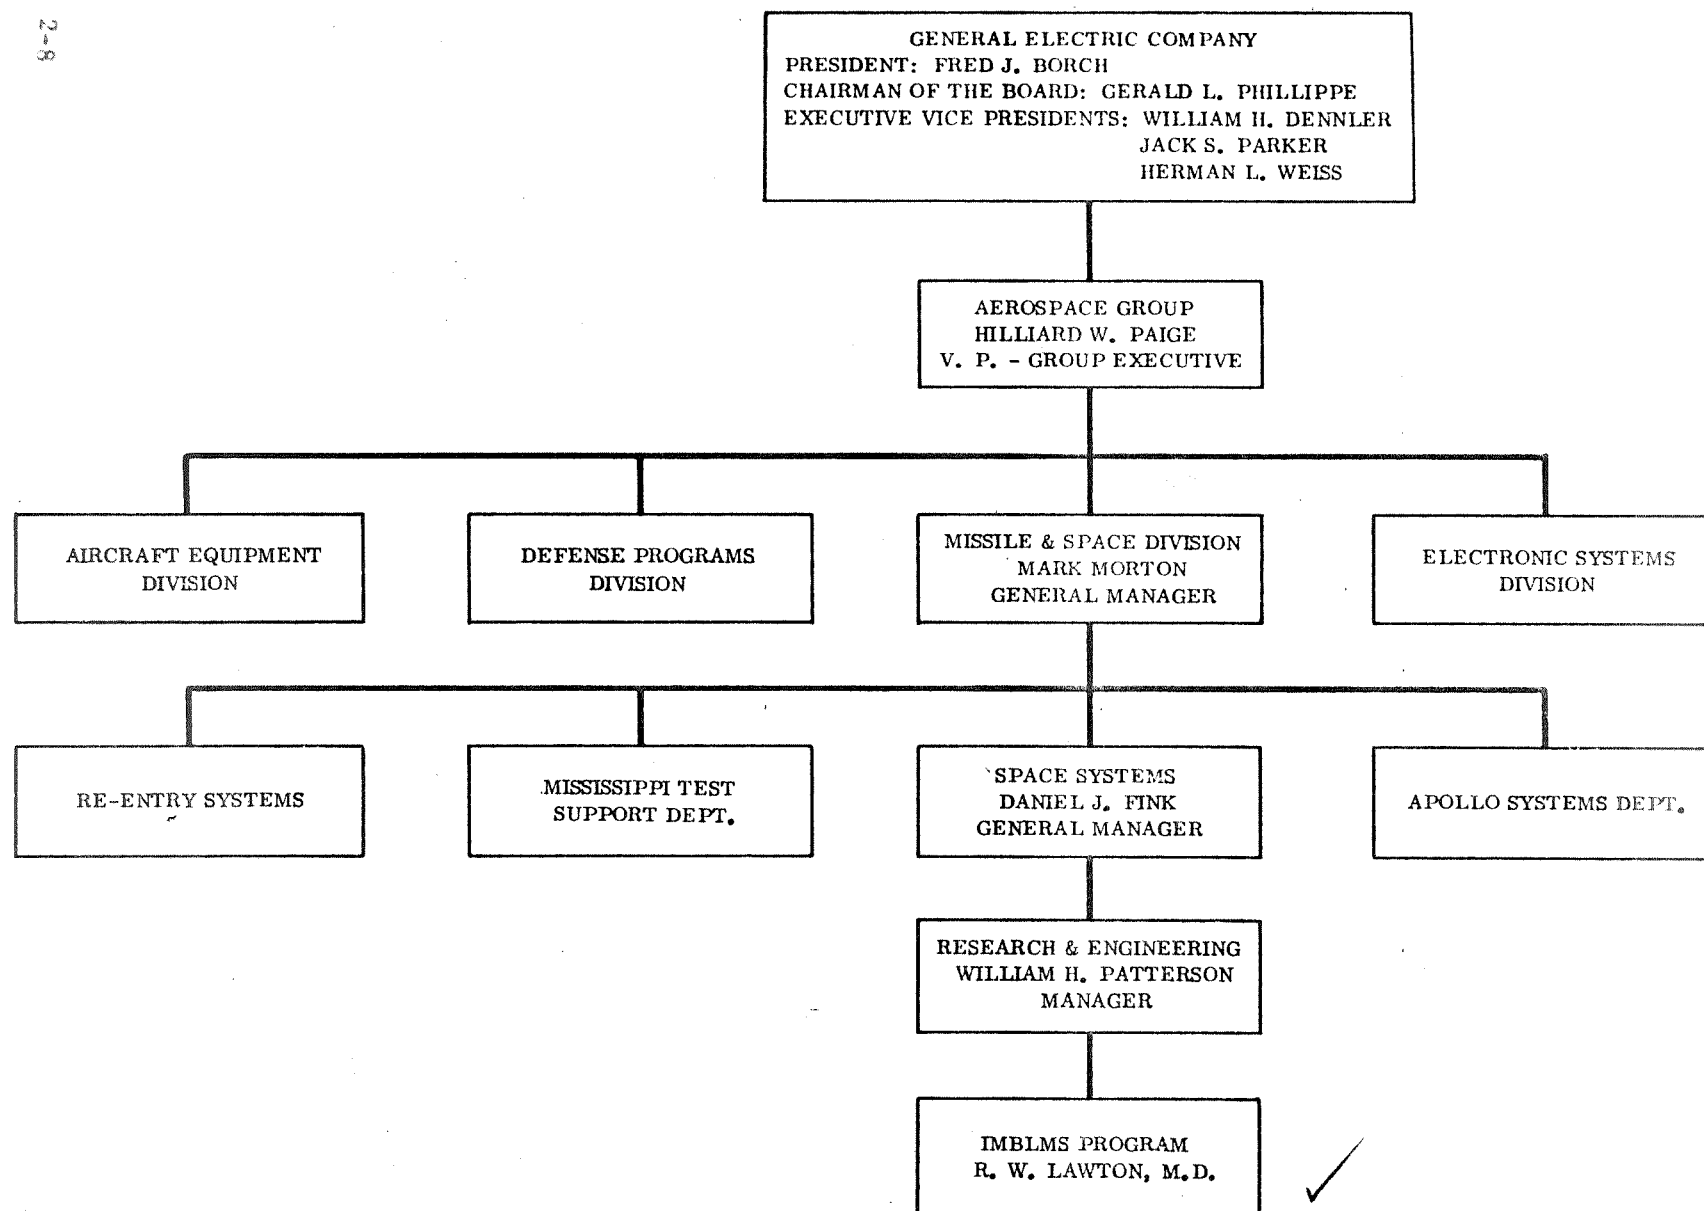 2-8
GENERAL ELECTRIC COMPANY
PRESIDENT: FRED J. BORCH
CHAIRMAN OF THE BOARD: GERALD L. PHILLIPPE
EXECUTIVE VICE PRESIDENTS: WILLIAM H. DENNLER
JACK S. PARKER
HERMAN L. WEISS
AEROSPACE GROUP
HILLIARD W. PAIGE
V. P. - GROUP EXECUTIVE
AIRCRAFT EQUIPMENT
DIVISION
DEFENSE PROGRAMS
DIVISION
MISSILE & SPACE DIVISION
MARK MORTON
GENERAL MANAGER
ELECTRONIC SYSTEMS
DIVISION
RE-ENTRY SYSTEMS
MISSISSIPPI TEST
SUPPORT DEPT.
SPACE SYSTEMS
DANIEL J. FINK
GENERAL MANAGER
APOLLO SYSTEMS DEPT.
RESEARCH & ENGINEERING
WILLIAM H. PATTERSON
MANAGER
IMBLMS PROGRAM
R. W. LAWTON, M.D.